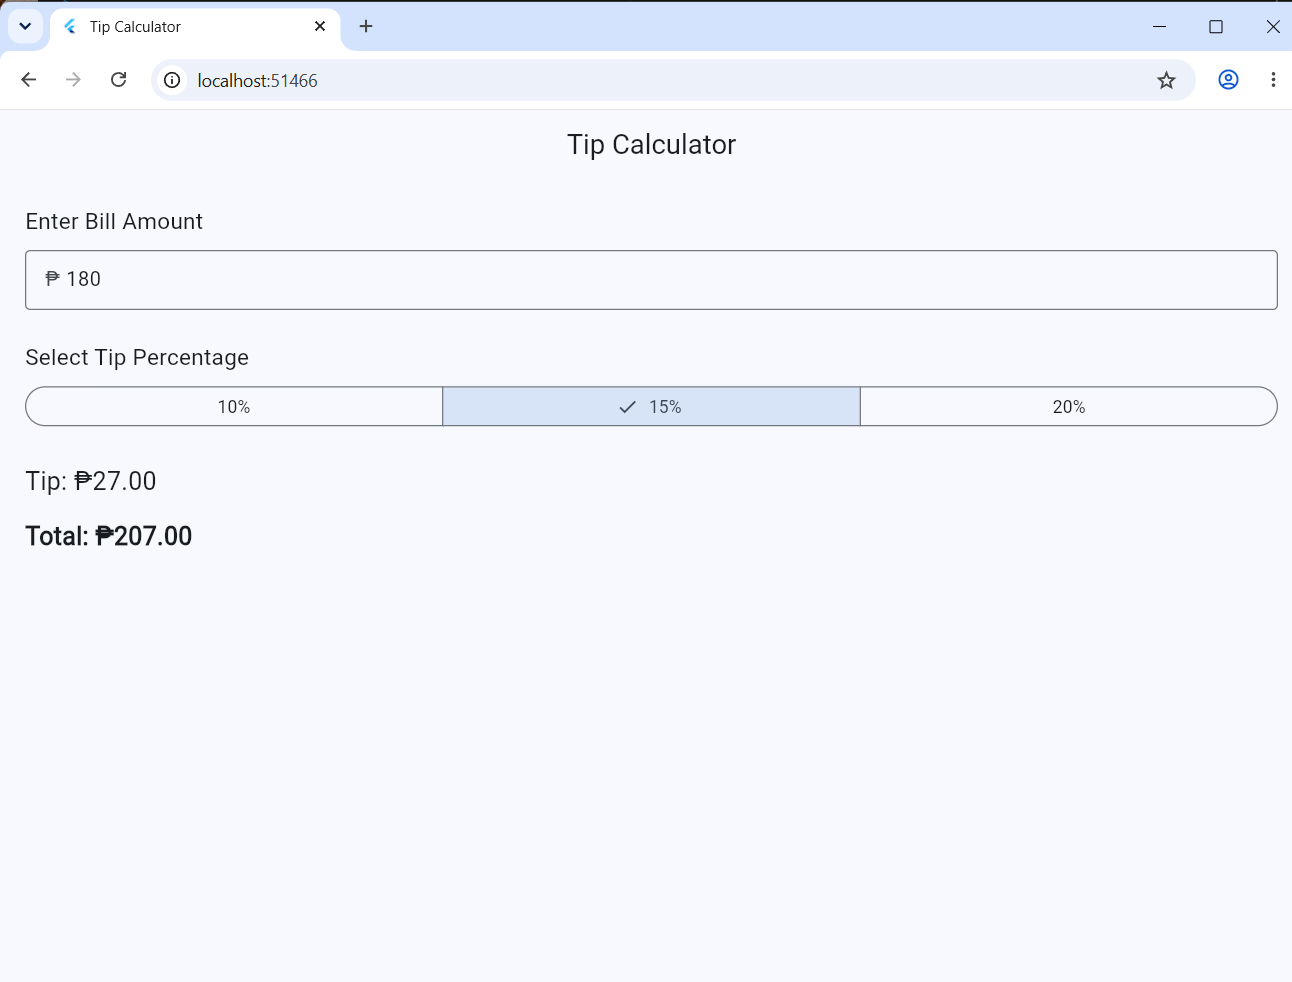 Tip Calculator
localhost:51466
Tip Calculator
Enter Bill Amount
₱ 180
Select Tip Percentage
10% 15% 20%
Tip: ₱27.00
Total: ₱207.00